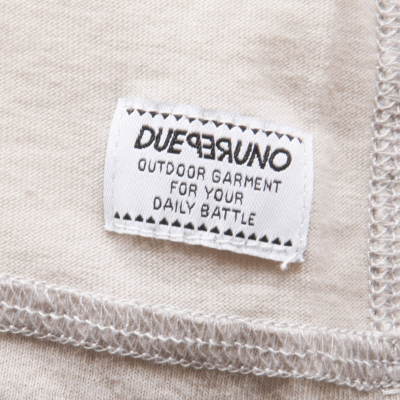 DUEPERUNO
OUTDOOR GARMENT
FOR YOUR
DAILY BATTLE